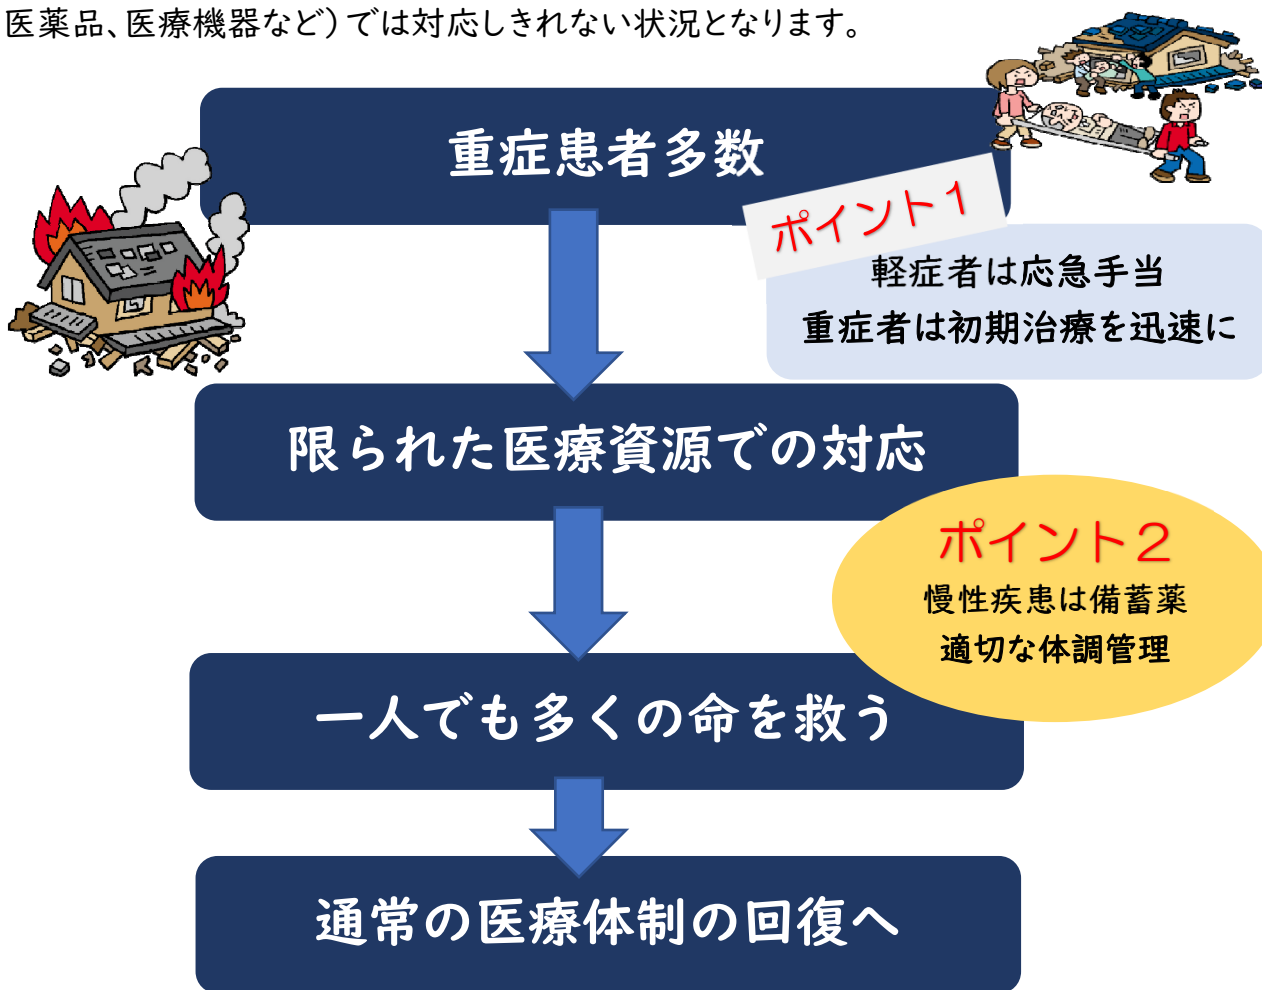 医薬品、医療機器など）では対応しきれない状況となります。
重症患者多数
ポイント１
軽症者は応急手当
重症者は初期治療を迅速に
限られた医療資源での対応
ポイント２
慢性疾患は備蓄薬
適切な体調管理
一人でも多くの命を救う
通常の医療体制の回復へ